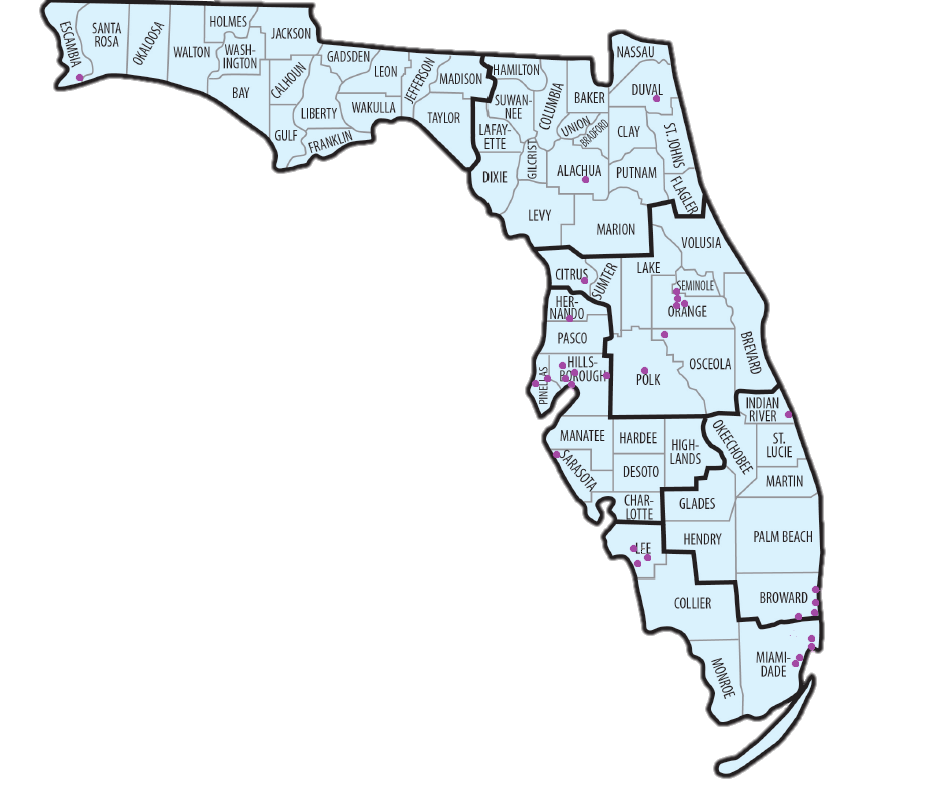 ESCAMBIA
SANTA
ROSA
OKALOOSA
WALTON
HOLMES
WASH-
INGTON
JACKSON
BAY
CALHOUN
GULF
LIBERTY
GADSDEN
FRANKLIN
LEON
WAKULLA
JEFFERSON
MADISON
TAYLOR
HAMILTON
SUWAN-
NEE
LAFAY-
ETTE
DIXIE
COLUMBIA
GILCRIST
BAKER
UNION
BRADFORD
NASSAU
DUVAL
CLAY
ST. JOHNS
ALACHUA
PUTNAM
FLAGLER
LEVY
MARION
VOLUSIA
CITRUS
SUMTER
LAKE
SEMINOLE
ORANGE
HER-
NANDO
PASCO
BREVARD
PINELLAS
HILLS-
BOROUGH
POLK
OSCEOLA
INDIAN
RIVER
MANATEE
HARDEE
HIGH-
LANDS
OKEECHOBEE
ST.
LUCIE
SARASOTA
DESOTO
MARTIN
CHAR-
LOTTE
GLADES
LEE
HENDRY
PALM BEACH
COLLIER
BROWARD
MONROE
MIAMI-
DADE